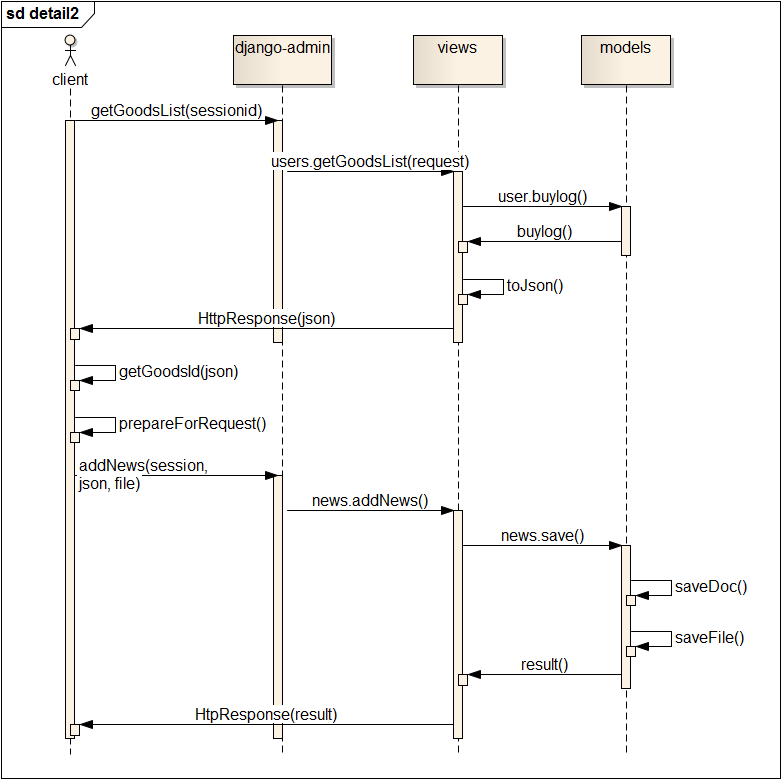 sd detail2
client
django-admin
views
models
getGoodsList(sessionid)
users.getGoodsList(request)
user.buylog()
buylog()
toJson()
HttpResponse(json)
getGoodsId(json)
prepareForRequest()
addNews(session,
json, file)
news.addNews()
news.save()
saveDoc()
saveFile()
result()
HtpResponse(result)